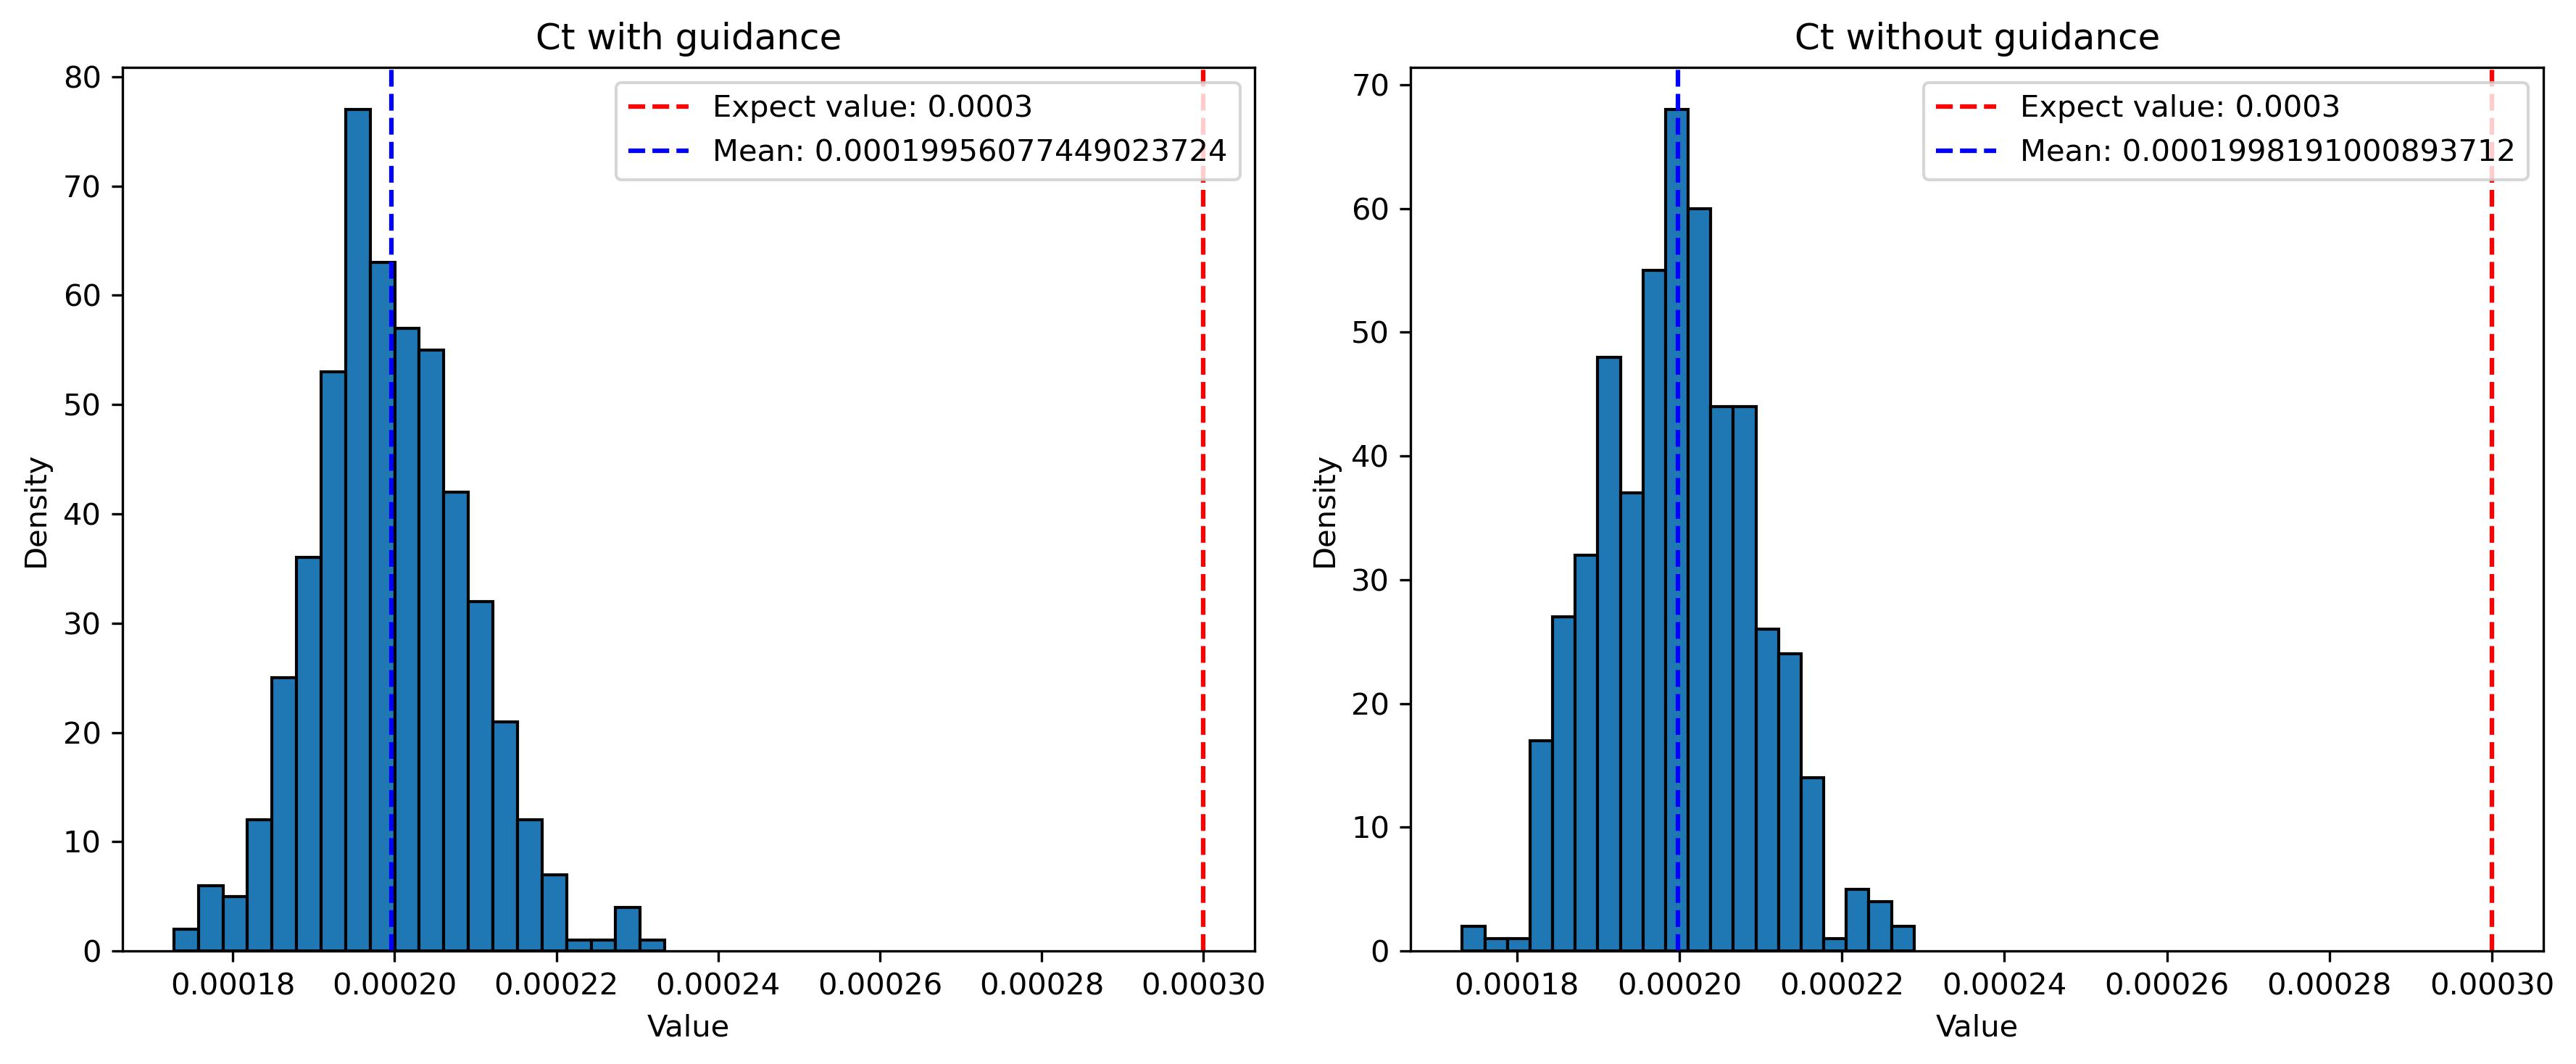 Ct with guidance
Expect value: 0.0003
Mean: 0.00019956077449023724
80
70
60
50
40
30
20
10
0
Density
0.00018 0.00020 0.00022 0.00024 0.00026 0.00028 0.00030
Value
Ct without guidance
Expect value: 0.0003
Mean: 0.0001998191000893712
70
60
50
40
30
20
10
0
Density
0.00018 0.00020 0.00022 0.00024 0.00026 0.00028 0.00030
Value